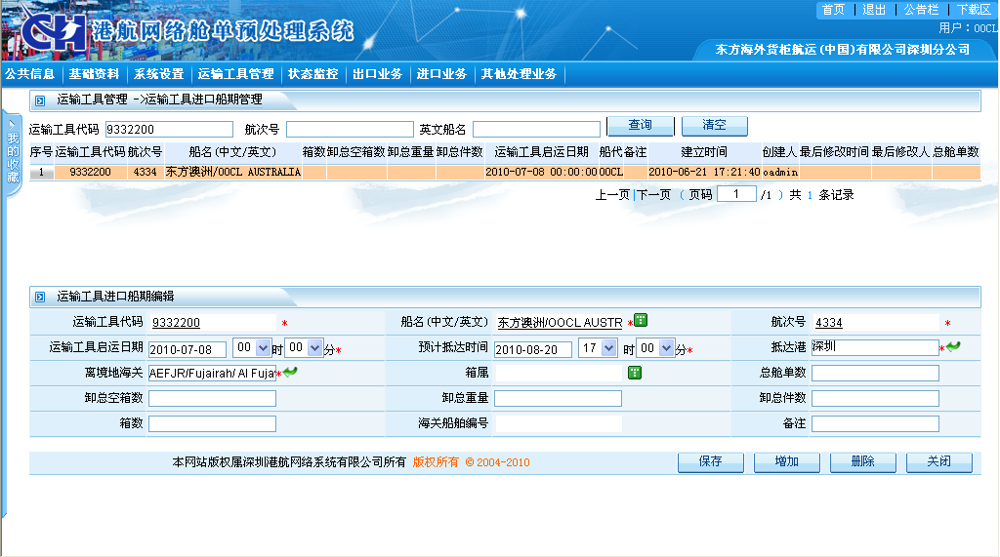 首页 | 退出 | 公告栏 | 下载区
用户：OOCL
CH 港航网络舱单预处理系统
东方海外货柜航运(中国)有限公司深圳分公司
公共信息 基础资料 系统设置 运输工具管理 状态监控 出口业务 进口业务 其他处理业务
我的收藏
运输工具管理 ->运输工具进口船期管理
运输工具代码 9332200 航次号 英文船名 查询 清空
序号 运输工具代码 航次号 船名(中文/英文) 箱数 卸总空箱数 卸总重量 卸总件数 运输工具启运日期 船代 备注 建立时间 创建人 最后修改时间 最后修改人 总舱单数
1 9332200 4334 东方澳洲/OOCL AUSTRALIA 2010-07-08 00:00:00 OOCL 2010-06-21 17:21:40 oadmin
上一页|下一页 ( 页码 1 /1 ) 共 1 条记录
运输工具进口船期编辑
运输工具代码 9332200 * 船名(中文/英文) 东方澳洲/OOCL AUSTR * 航次号 4334 *
运输工具启运日期 2010-07-08 00 时 00 分* 预计抵达时间 2010-08-20 17 时 00 分* 抵达港 深圳 *
离境地海关 AEFJR/Fujairah/ Al Fuja * 箱属 总舱单数
卸总空箱数 卸总重量 卸总件数
箱数 海关船舶编号 备注
本网站版权属深圳港航网络系统有限公司所有 版权所有 © 2004-2010 保存 增加 删除 关闭